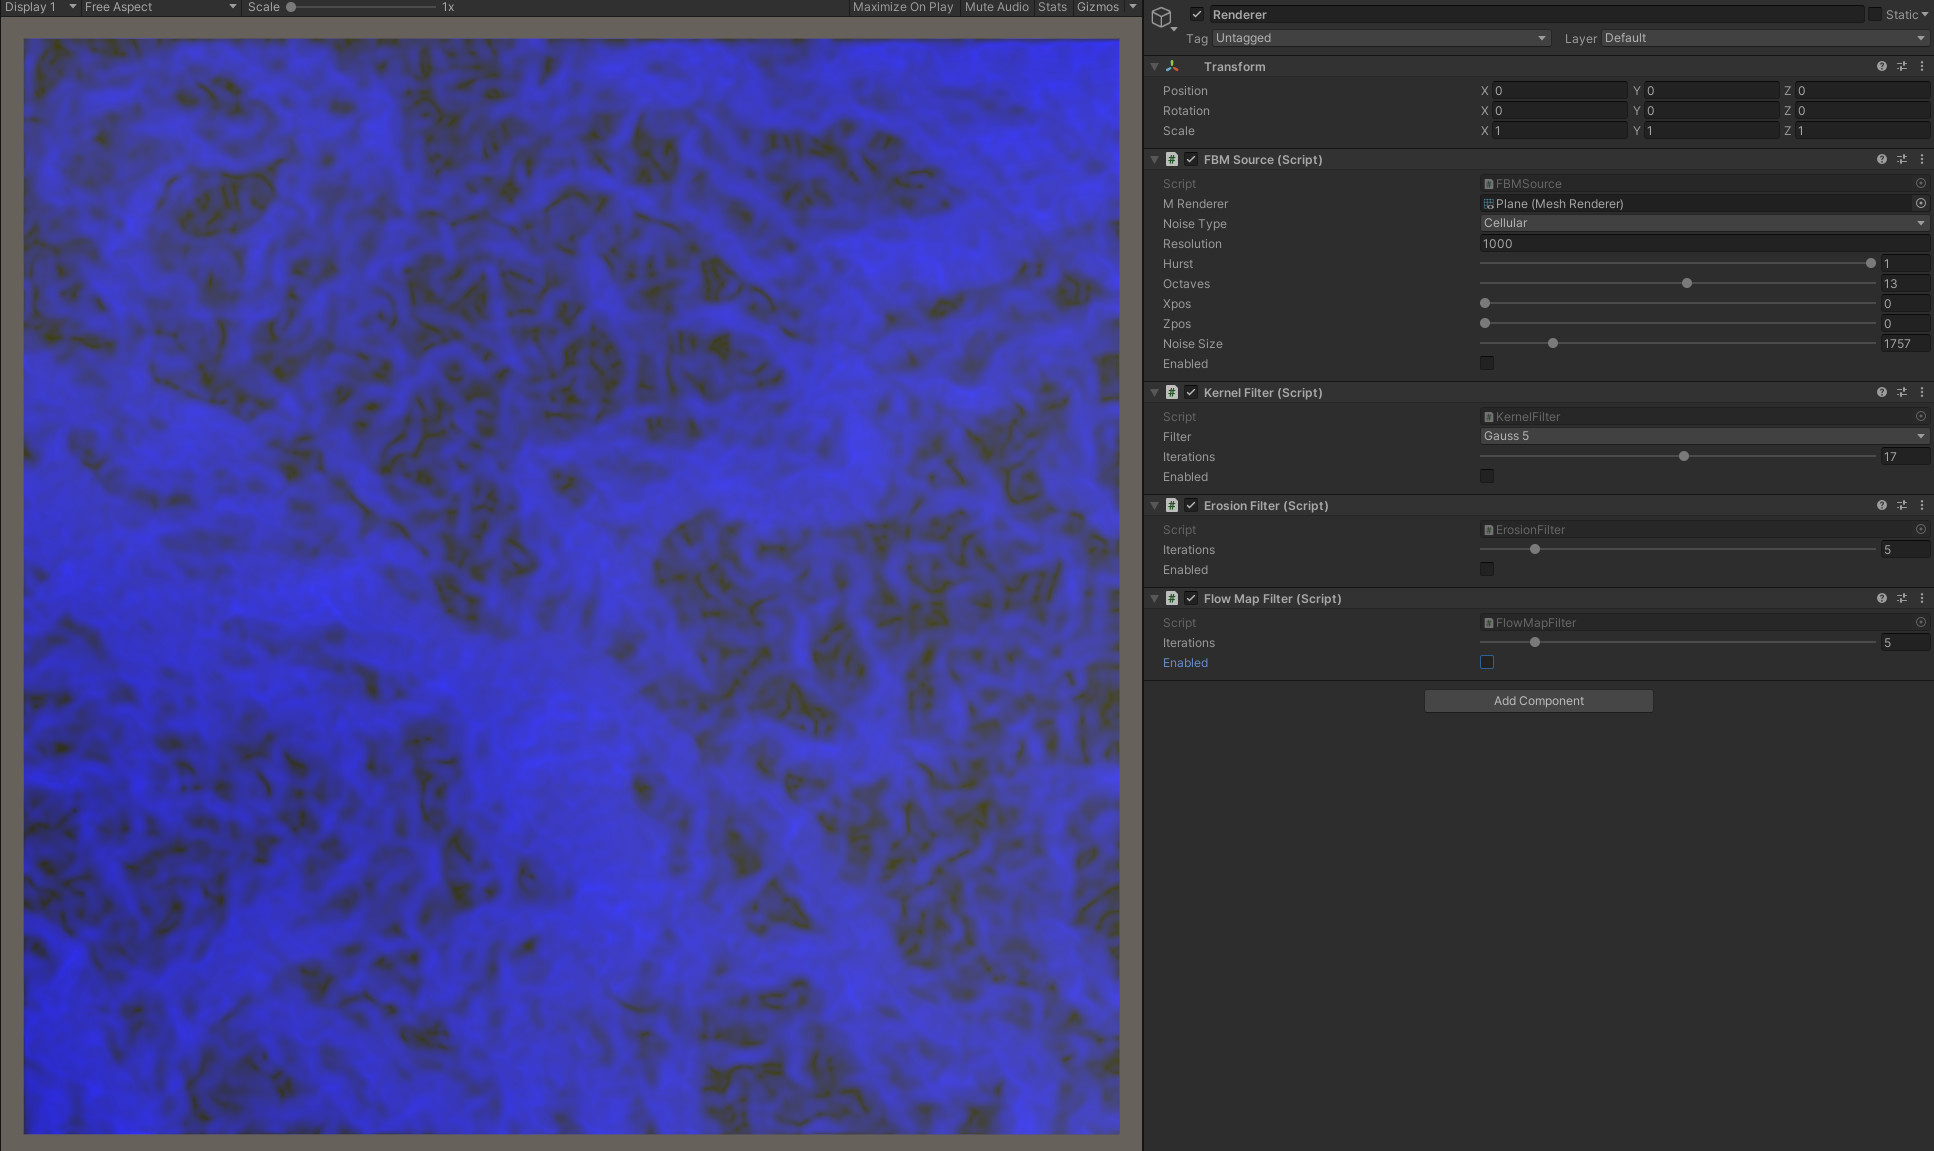 Display 1 Free Aspect Scale 1x Maximize On Play Mute Audio Stats Gizmos
Renderer Static
Tag Untagged Layer Default
Transform
Position X 0 Y 0 Z 0
Rotation X 0 Y 0 Z 0
Scale X 1 Y 1 Z 1
FBM Source (Script)
Script FBMSource
M Renderer Plane (Mesh Renderer)
Noise Type Cellular
Resolution 1000
Hurst 1
Octaves 13
Xpos 0
Zpos 0
Noise Size 1757
Enabled
Kernel Filter (Script)
Script KernelFilter
Filter Gauss 5
Iterations 17
Enabled
Erosion Filter (Script)
Script ErosionFilter
Iterations 5
Enabled
Flow Map Filter (Script)
Script FlowMapFilter
Iterations 5
Enabled
Add Component